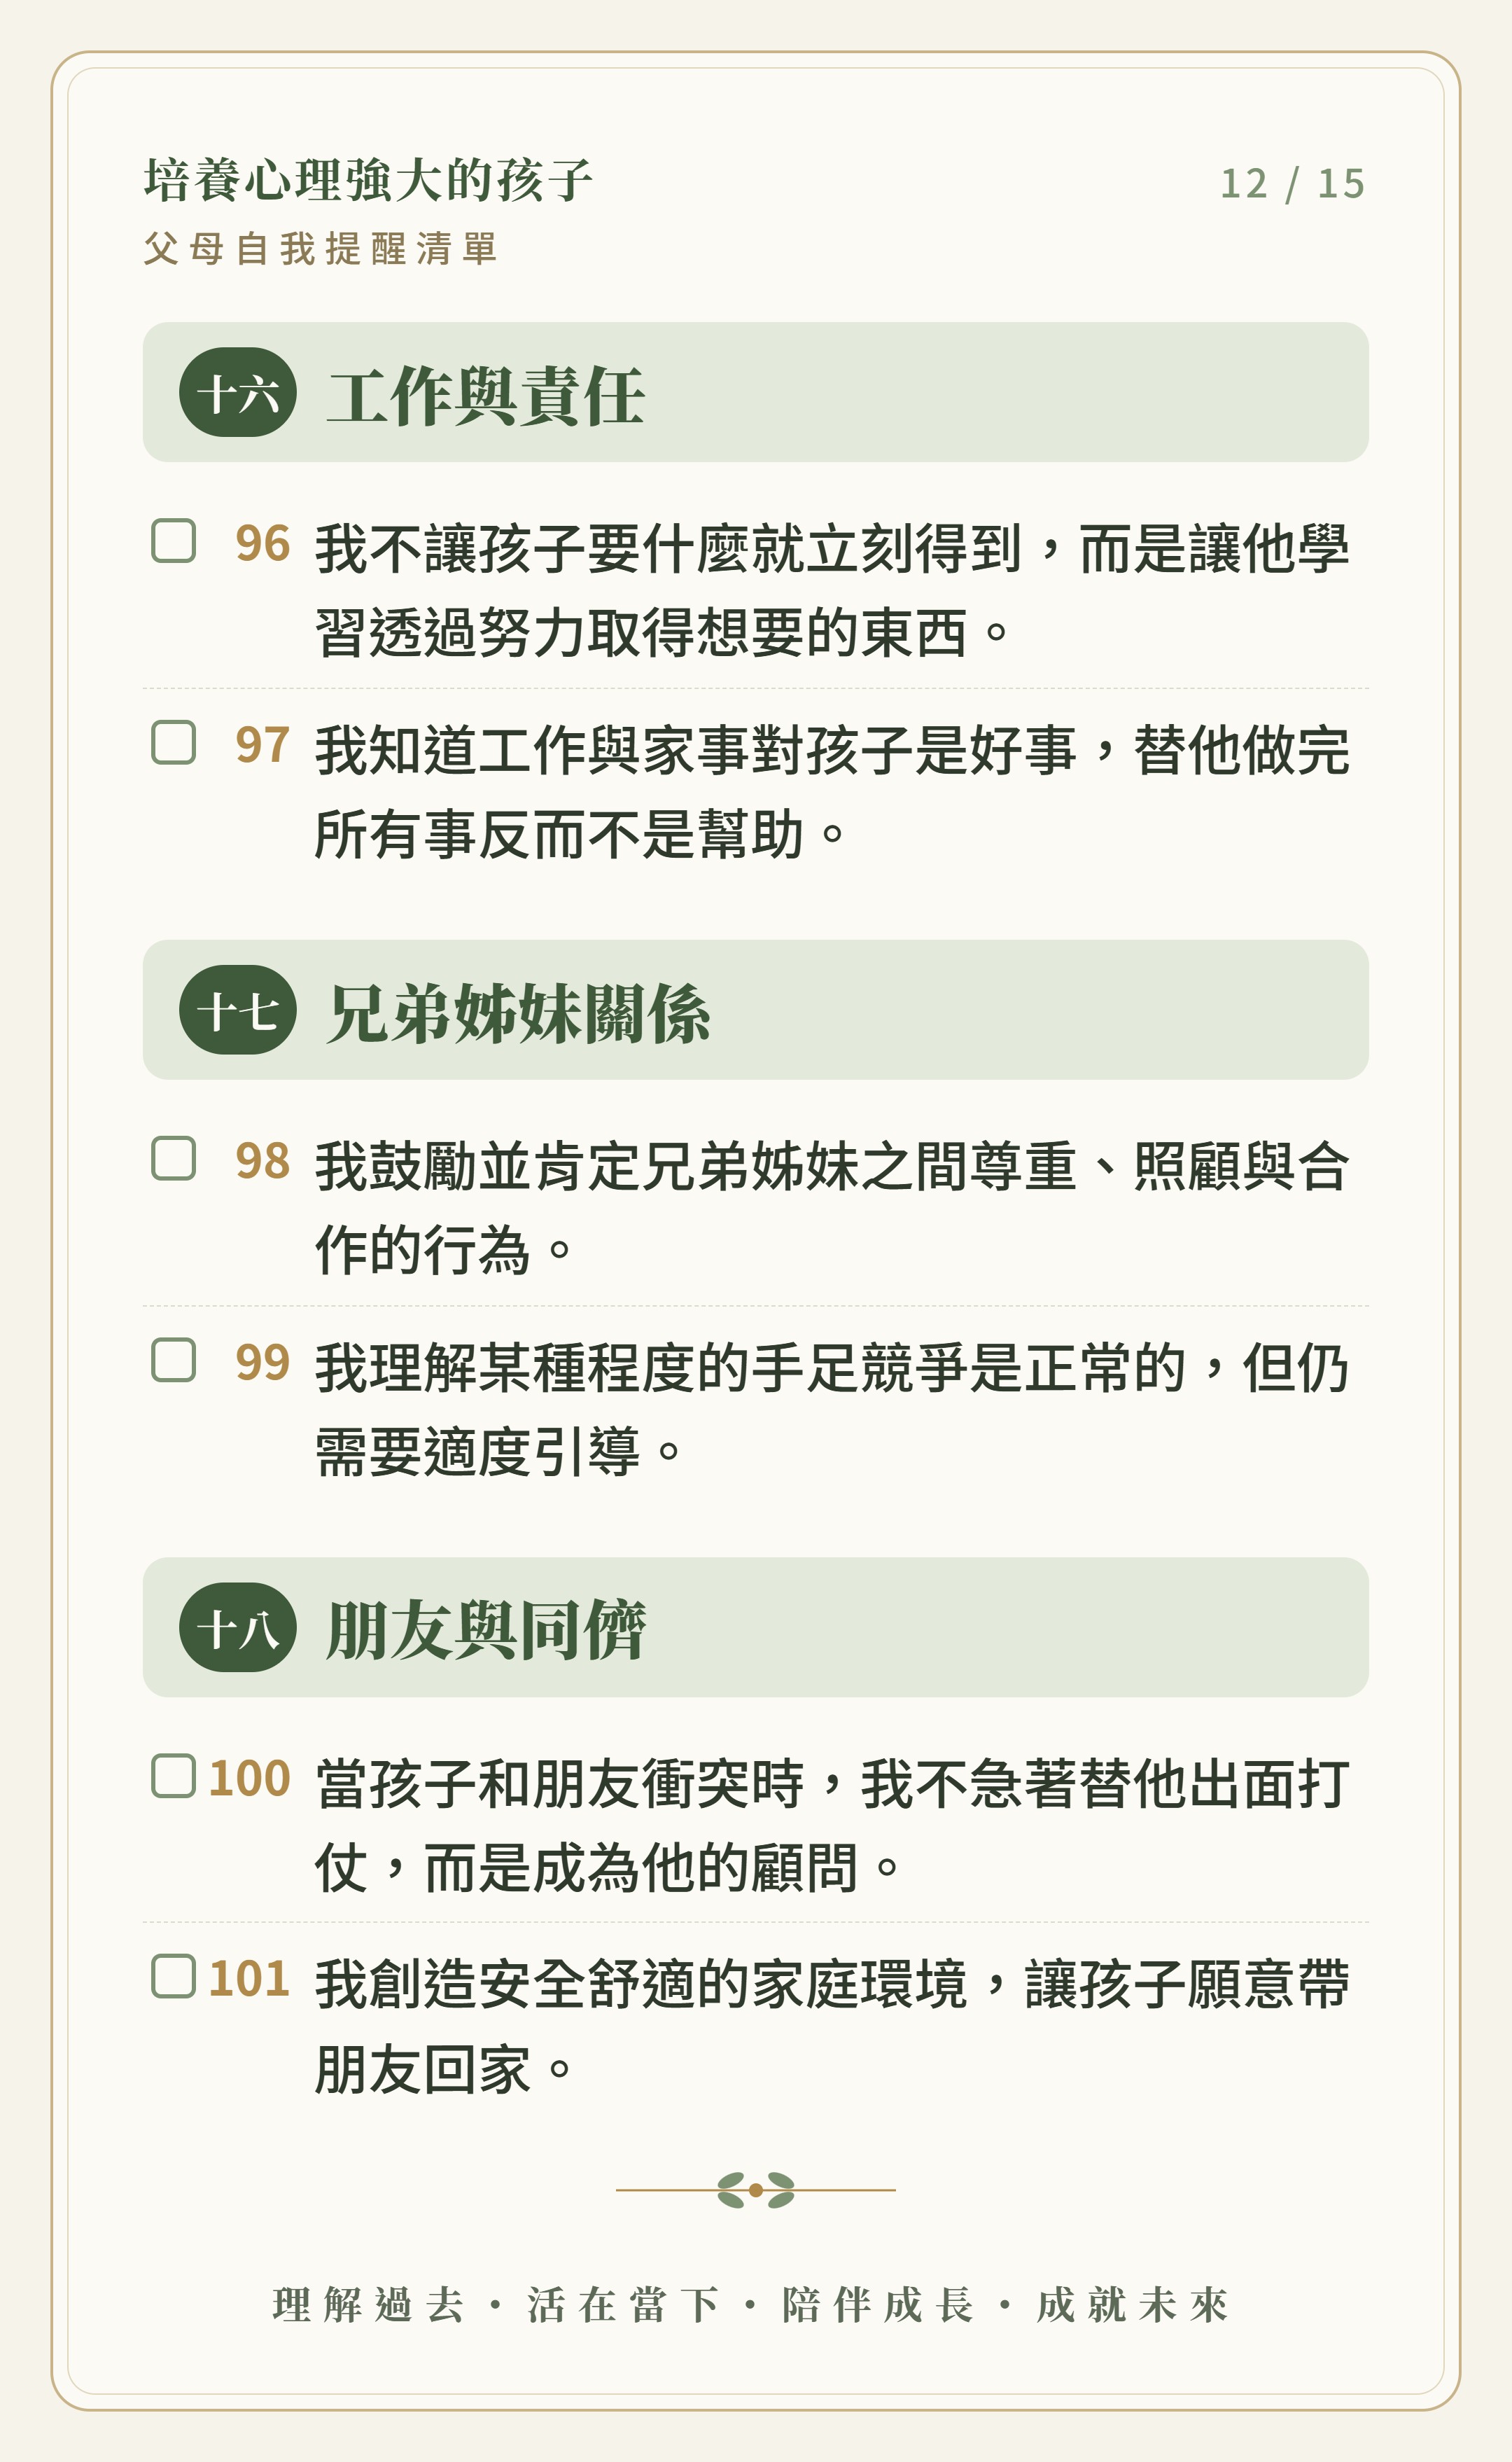 培養心理強大的孩子
12 / 15
父母自我提醒清單
十六 工作與責任
96 我不讓孩子要什麼就立刻得到，而是讓他學
習透過努力取得想要的東西。
97 我知道工作與家事對孩子是好事，替他做完
所有事反而不是幫助。
十七 兄弟姊妹關係
98 我鼓勵並肯定兄弟姊妹之間尊重、照顧與合
作的行為。
99 我理解某種程度的手足競爭是正常的，但仍
需要適度引導。
十八 朋友與同儕
100 當孩子和朋友衝突時，我不急著替他出面打
仗，而是成為他的顧問。
101 我創造安全舒適的家庭環境，讓孩子願意帶
朋友回家。
理解過去・活在當下・陪伴成長・成就未來